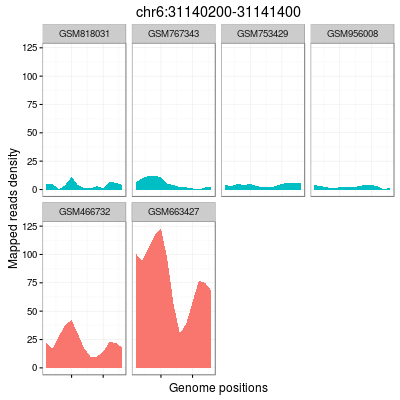 chr6:31140200-31141400
GSM818031 GSM767343 GSM753429 GSM956008
125
100
75
50
25
0
GSM466732 GSM663427
125
100
75
50
25
0
Mapped reads density
Genome positions